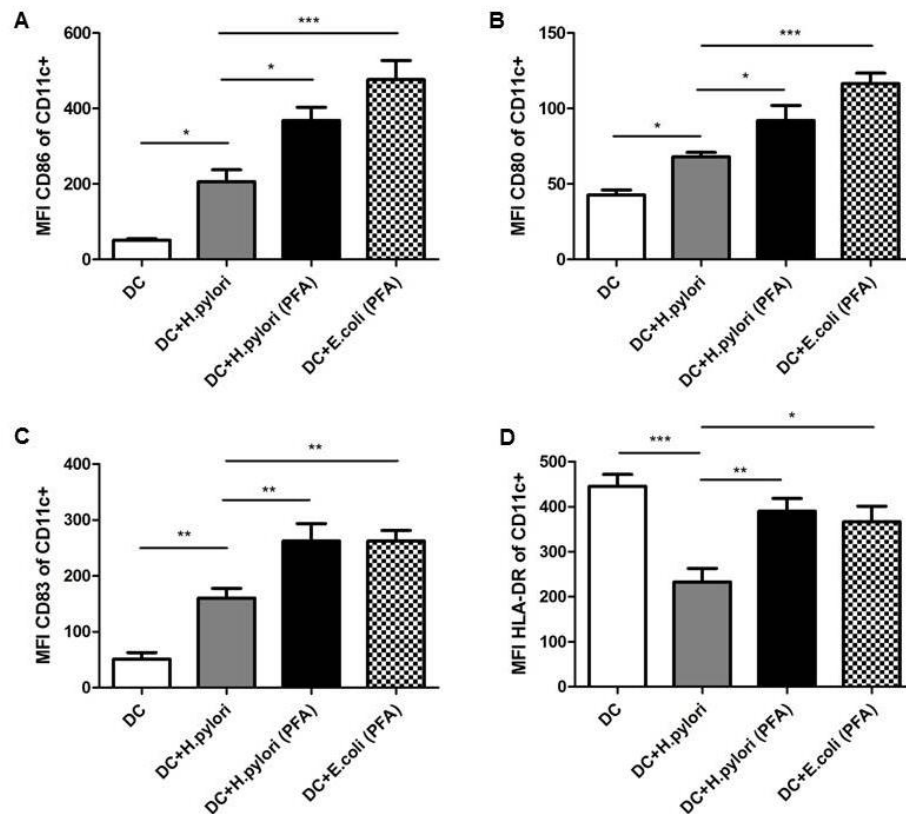 A
MFI CD86 of CD11c+
600
400
200
0
***
*
*
DC
DC+H.pylori
DC+H.pylori (PFA)
DC+E.coli (PFA)
B
MFI CD80 of CD11c+
150
100
50
0
***
*
*
DC
DC+H.pylori
DC+H.pylori (PFA)
DC+E.coli (PFA)
C
MFI CD83 of CD11c+
400
300
200
100
0
**
**
**
DC
DC+H.pylori
DC+H.pylori (PFA)
DC+E.coli (PFA)
D
MFI HLA-DR of CD11c+
500
400
300
200
100
0
*
***
**
DC
DC+H.pylori
DC+H.pylori (PFA)
DC+E.coli (PFA)